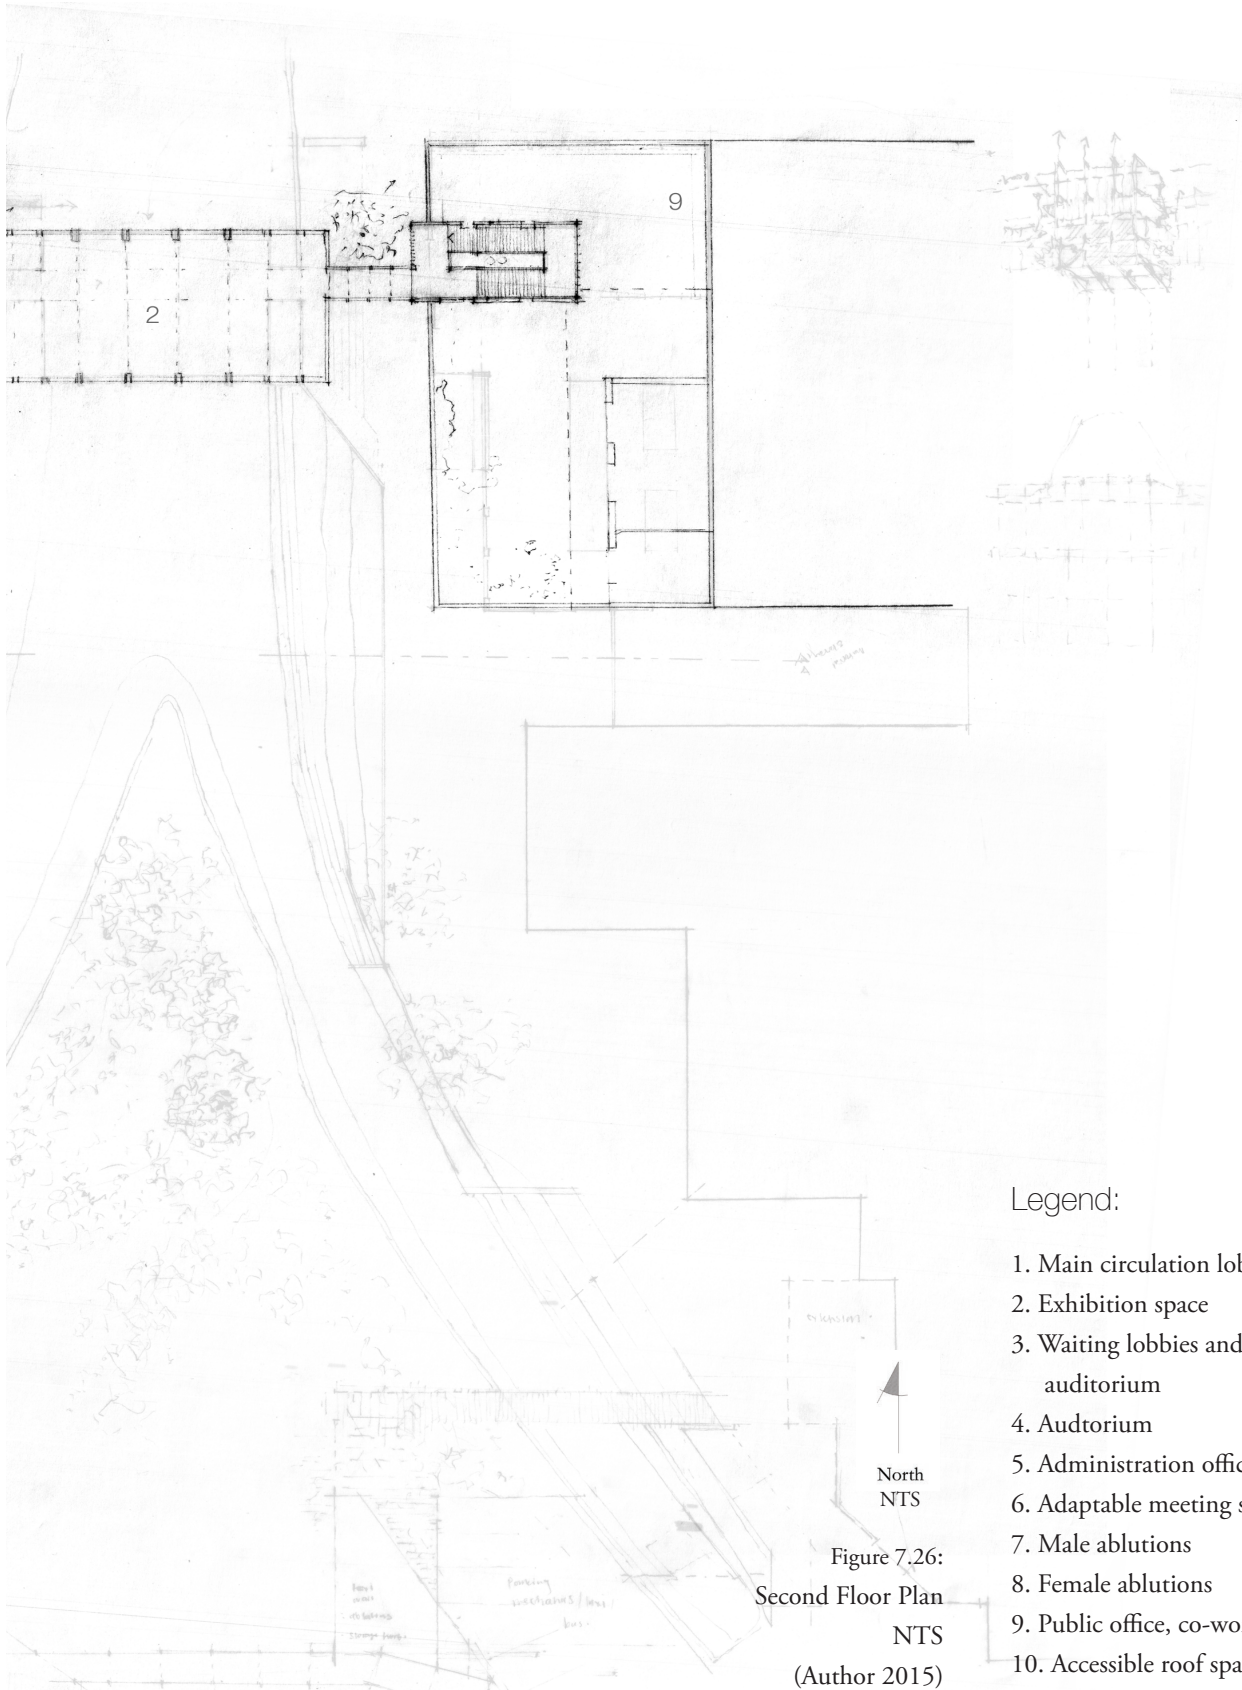 9
2
Legend:
1. Main circulation lob
2. Exhibition space
3. Waiting lobbies and
auditorium
4. Audtorium
5. Administration offic
6. Adaptable meeting s
7. Male ablutions
8. Female ablutions
9. Public office, co-wo
10. Accessible roof spa
North
NTS
Figure 7.26:
Second Floor Plan
NTS
(Author 2015)
Parking